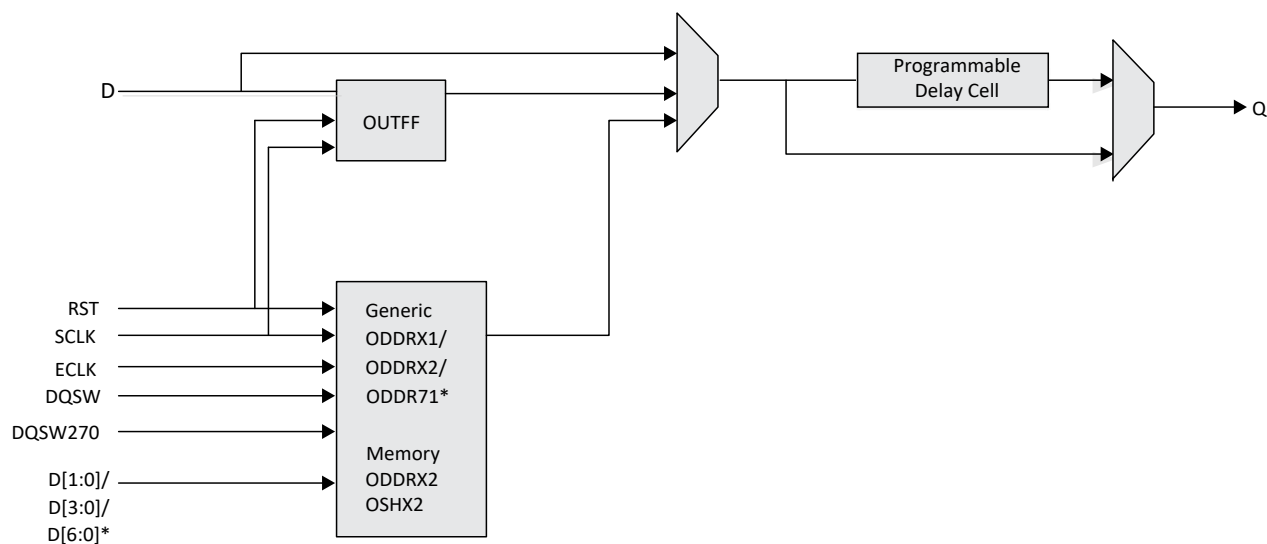 D
OUTFF
Programmable
Delay Cell
Q
RST
SCLK
ECLK
DQSW
DQSW270
D[1:0]/
D[3:0]/
D[6:0]*
Generic
ODDRX1/
ODDRX2/
ODDR71*
Memory
ODDRX2
OSHX2